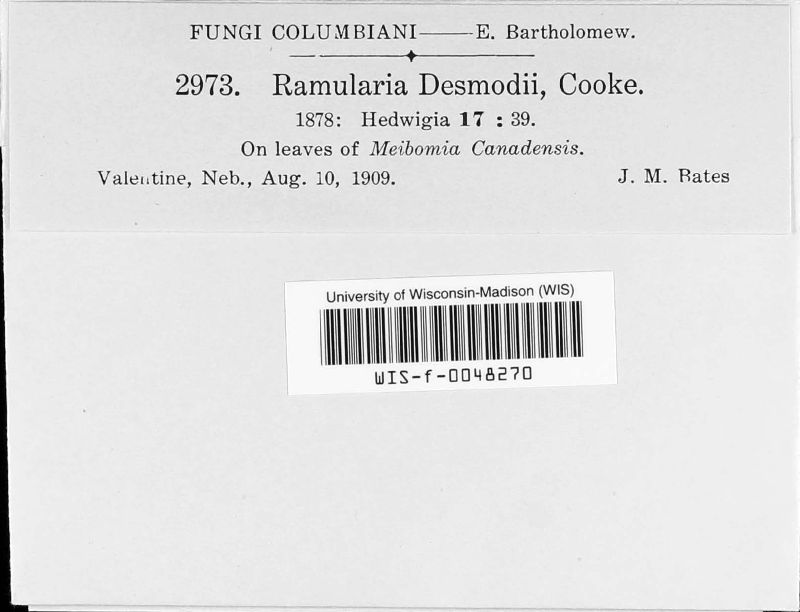 FUNGI COLUMBIANI——E. Bartholomew.
2973. Ramularia Desmodii, Cooke.
1878: Hedwigia 17 : 39.
On leaves of Meibomia Canadensis.
Valentine, Neb., Aug. 10, 1909. J. M. Bates
University of Wisconsin-Madison (WIS)
WIS-f-0048270